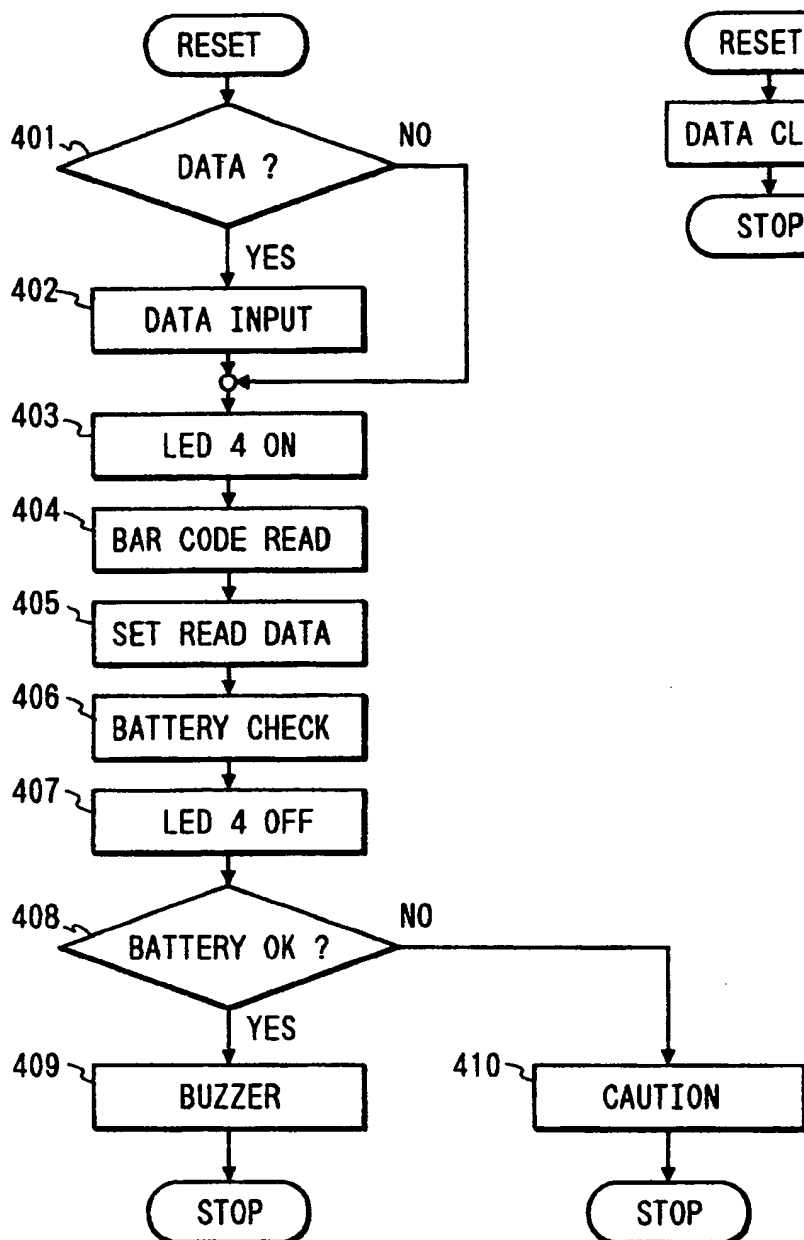 RESET
401
DATA ?
NO
YES
402
DATA INPUT
403
LED 4 ON
404
BAR CODE READ
405
SET READ DATA
406
BATTERY CHECK
407
LED 4 OFF
408
BATTERY OK ?
NO
YES
409
BUZZER
STOP
410
CAUTION
STOP
RESET
DATA CL
STOP